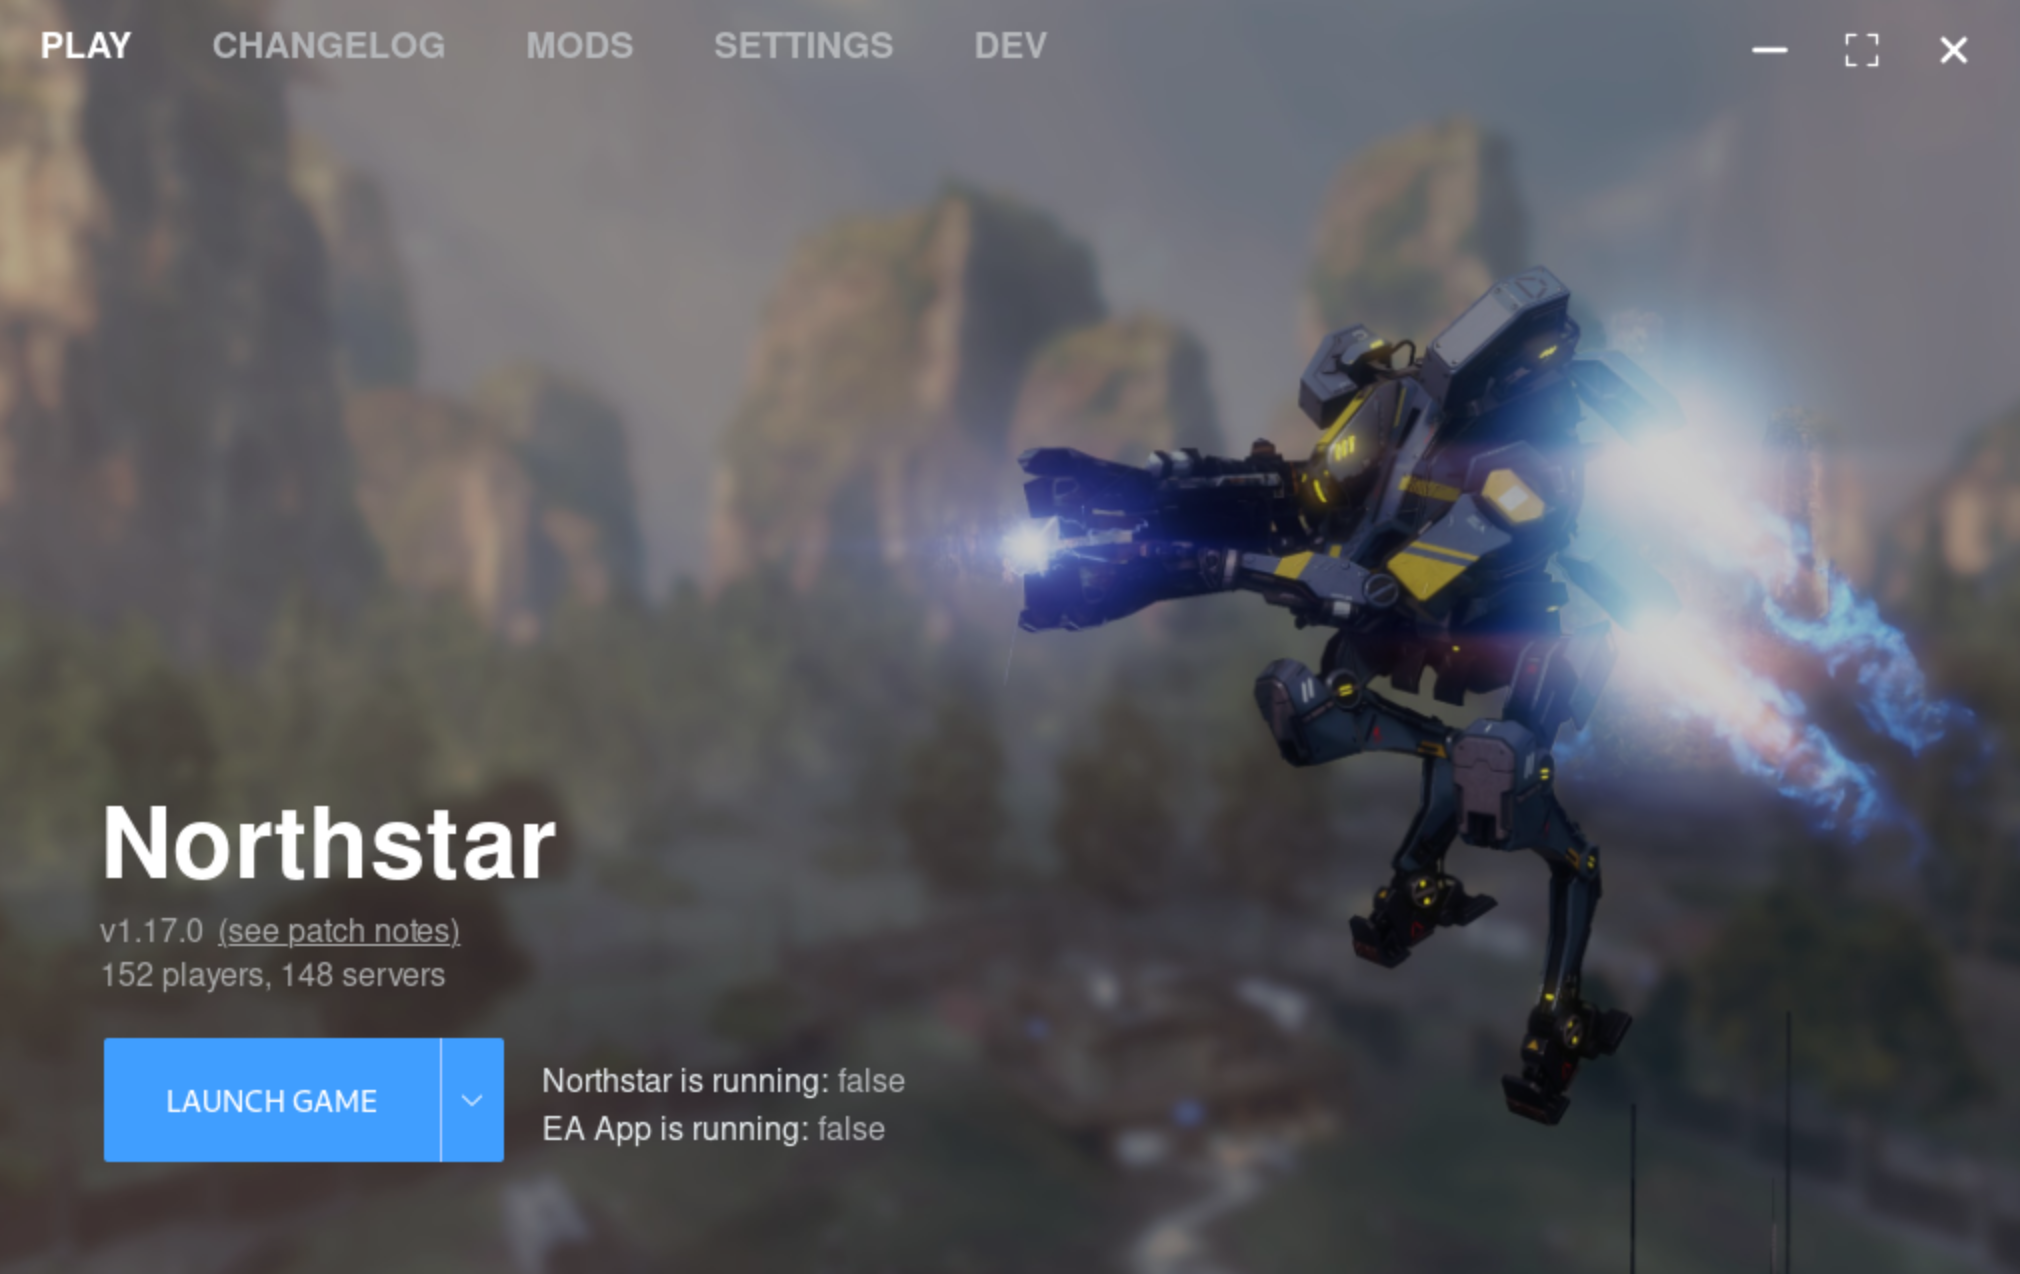 PLAY CHANGELOG MODS SETTINGS DEV
Northstar
v1.17.0 (see patch notes)
152 players, 148 servers
LAUNCH GAME
Northstar is running: false
EA App is running: false